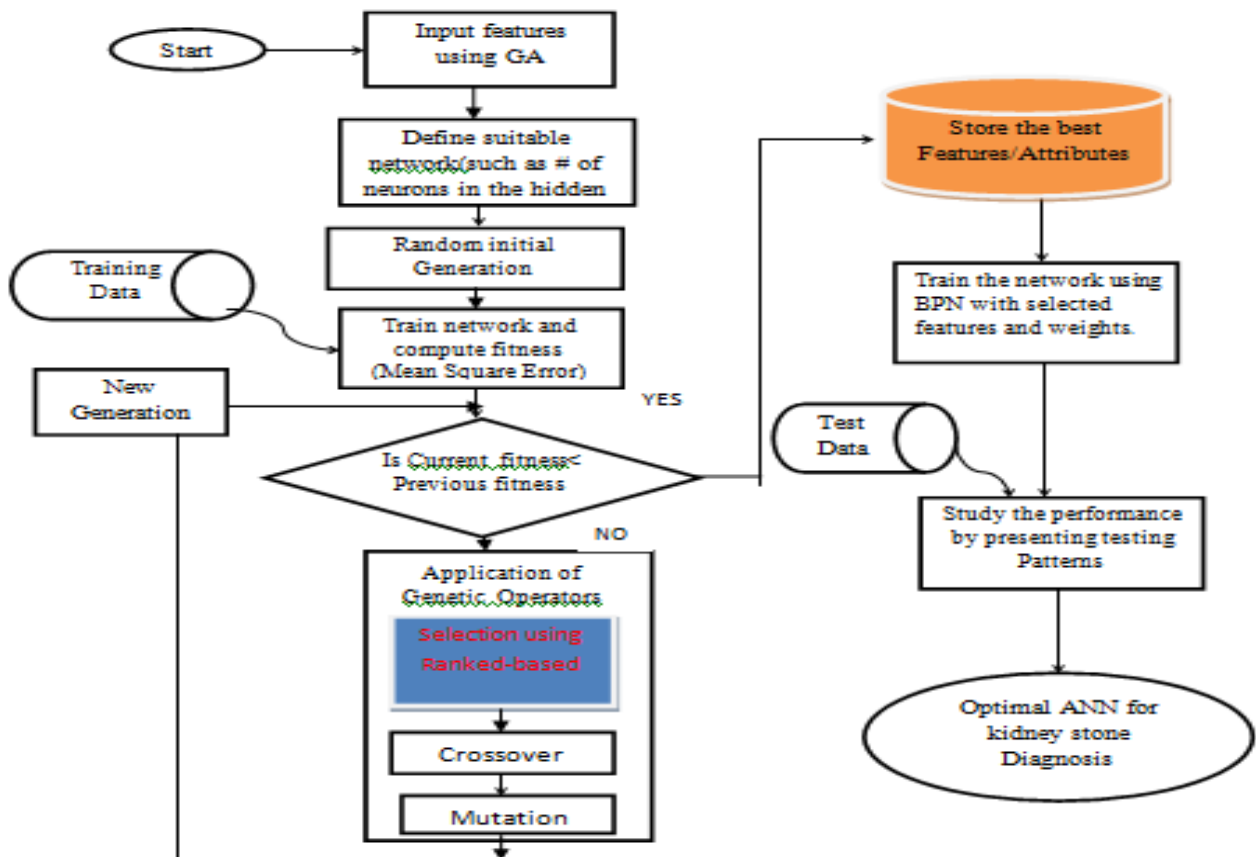 Start
Input features
using GA
Define suitable
network(such as # of
neurons in the hidden
Random initial
Generation
Training
Data
Train network and
compute fitness
(Mean Square Error)
New
Generation
YES
Is Current fitness<
Previous fitness
NO
Application of
Genetic Operators
Selection using
Ranked-based
Crossover
Mutation
Store the best
Features/Attributes
Train the network using
BPN with selected
features and weights.
Test
Data
Study the performance
by presenting testing
Patterns
Optimal ANN for
kidney stone
Diagnosis